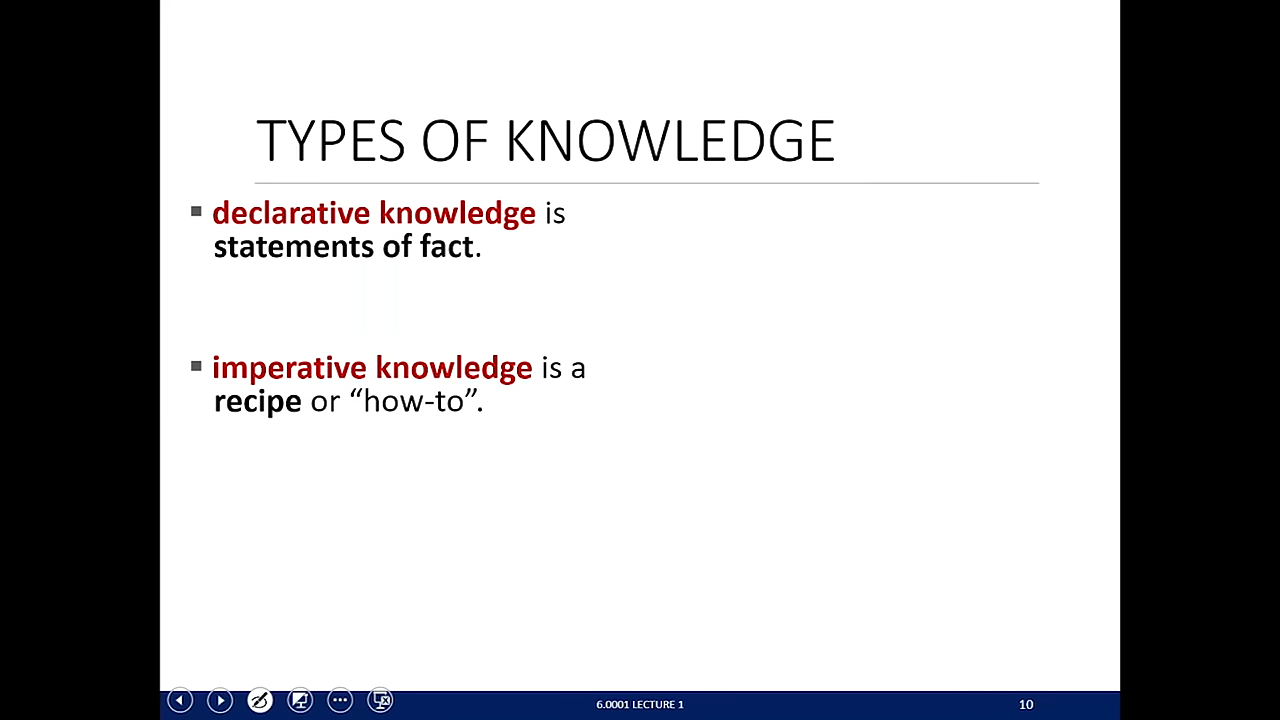 TYPES OF KNOWLEDGE
▪ declarative knowledge is
statements of fact.
▪ imperative knowledge is a
recipe or “how-to”.
6.0001 LECTURE 1
10